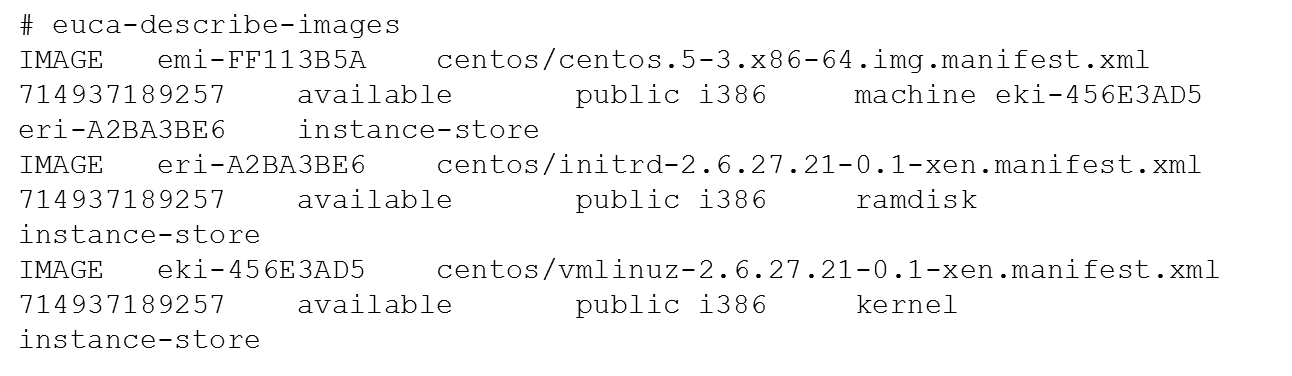 # euca-describe-images
IMAGE emi-FF113B5A centos/centos.5-3.x86-64.img.manifest.xml
714937189257 available public i386 machine eki-456E3AD5
eri-A2BA3BE6 instance-store
IMAGE eri-A2BA3BE6 centos/initrd-2.6.27.21-0.1-xen.manifest.xml
714937189257 available public i386 ramdisk
instance-store
IMAGE eki-456E3AD5 centos/vmlinuz-2.6.27.21-0.1-xen.manifest.xml
714937189257 available public i386 kernel
instance-store